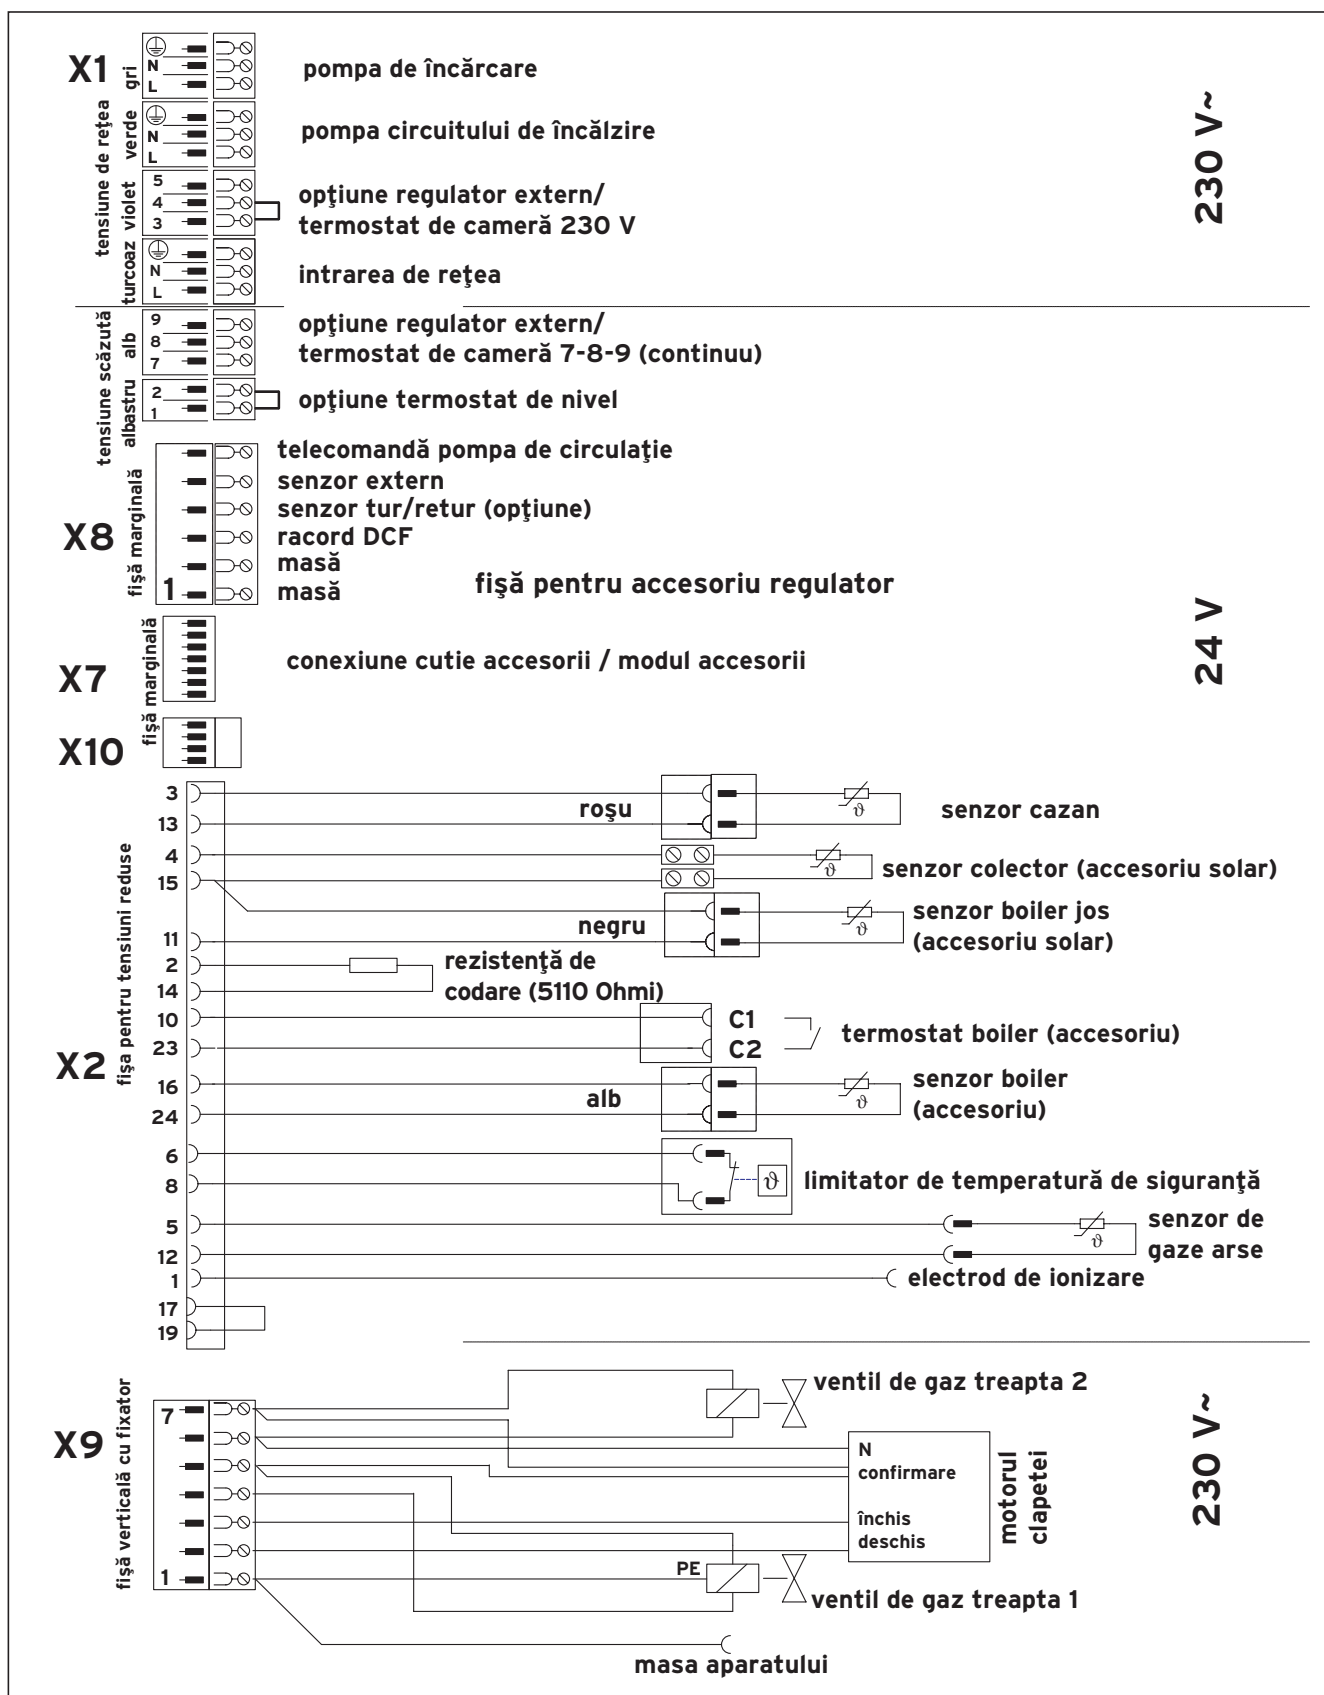 X1
gri
N
L
pompa de încărcare
230 V~
tensiune de reţea
verde
N
L
pompa circuitului de încălzire
violet
5
4
3
opţiune regulator extern/
termostat de cameră 230 V
turcoaz
N
L
intrarea de reţea
tensiune scăzută
alb
9
8
7
opţiune regulator extern/
termostat de cameră 7-8-9 (continuu)
albastru
2
1
opţiune termostat de nivel
X8
fişă marginală
1
telecomandă pompa de circulaţie
senzor extern
senzor tur/retur (opţiune)
racord DCF
masă
masă
fişă pentru accesoriu regulator
24 V
X7
fişă marginală
conexiune cutie accesorii / modul accesorii
X10
X2
fişa pentru tensiuni reduse
3
13
roşu
ϑ
senzor cazan
4
15
ϑ
senzor colector (accesoriu solar)
11
negru
ϑ
senzor boiler jos
(accesoriu solar)
2
14
rezistenţă de
codare (5110 Ohmi)
10
23
C1
C2
termostat boiler (accesoriu)
16
24
alb
ϑ
senzor boiler
(accesoriu)
6
8
ϑ
limitator de temperatură de siguranţă
5
12
ϑ
senzor de
gaze arse
1
electrod de ionizare
17
19
X9
fişă verticală cu fixator
7
1
ventil de gaz treapta 2
N
confirmare
închis
deschis
motorul
clapetei
230 V~
PE
ventil de gaz treapta 1
masa aparatului